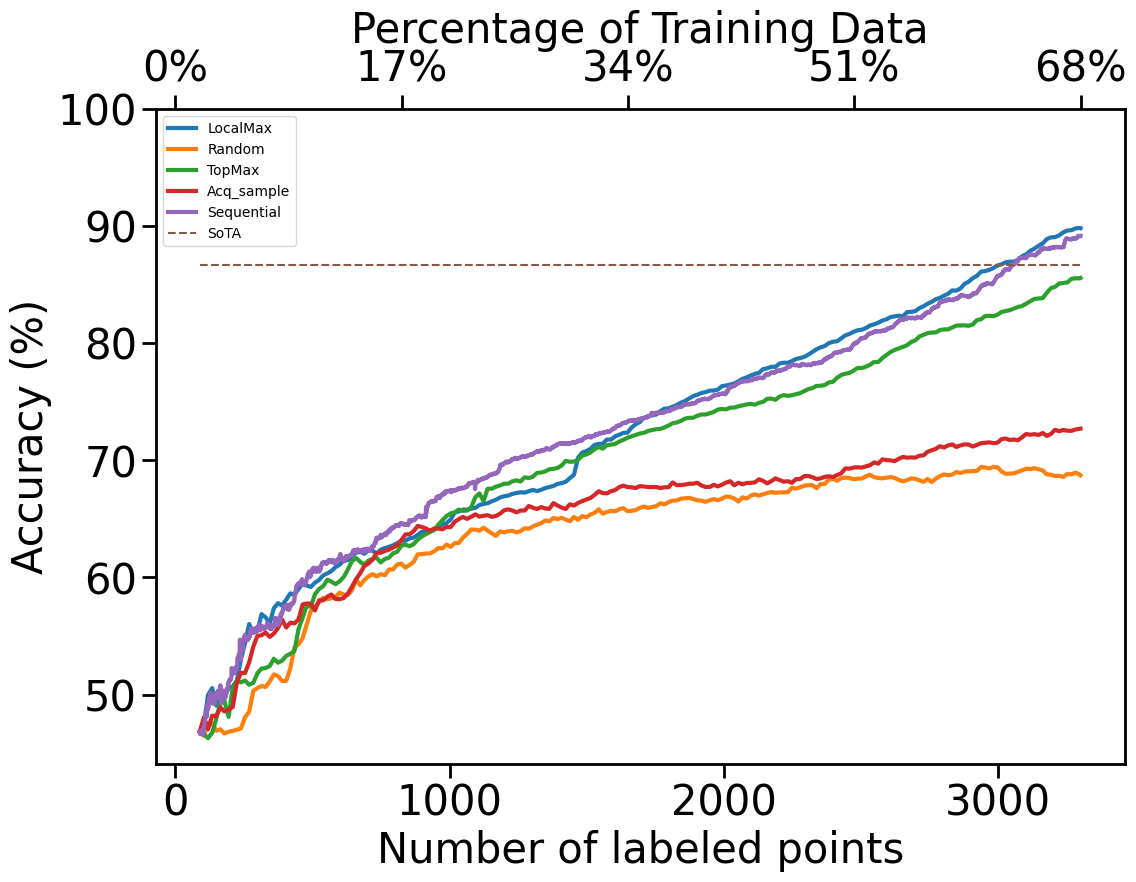 Percentage of Training Data
0% 17% 34% 51% 68%
100
90
80
70
60
50
Accuracy (%)
LocalMax
Random
TopMax
Acq_sample
Sequential
SoTA
0 1000 2000 3000
Number of labeled points